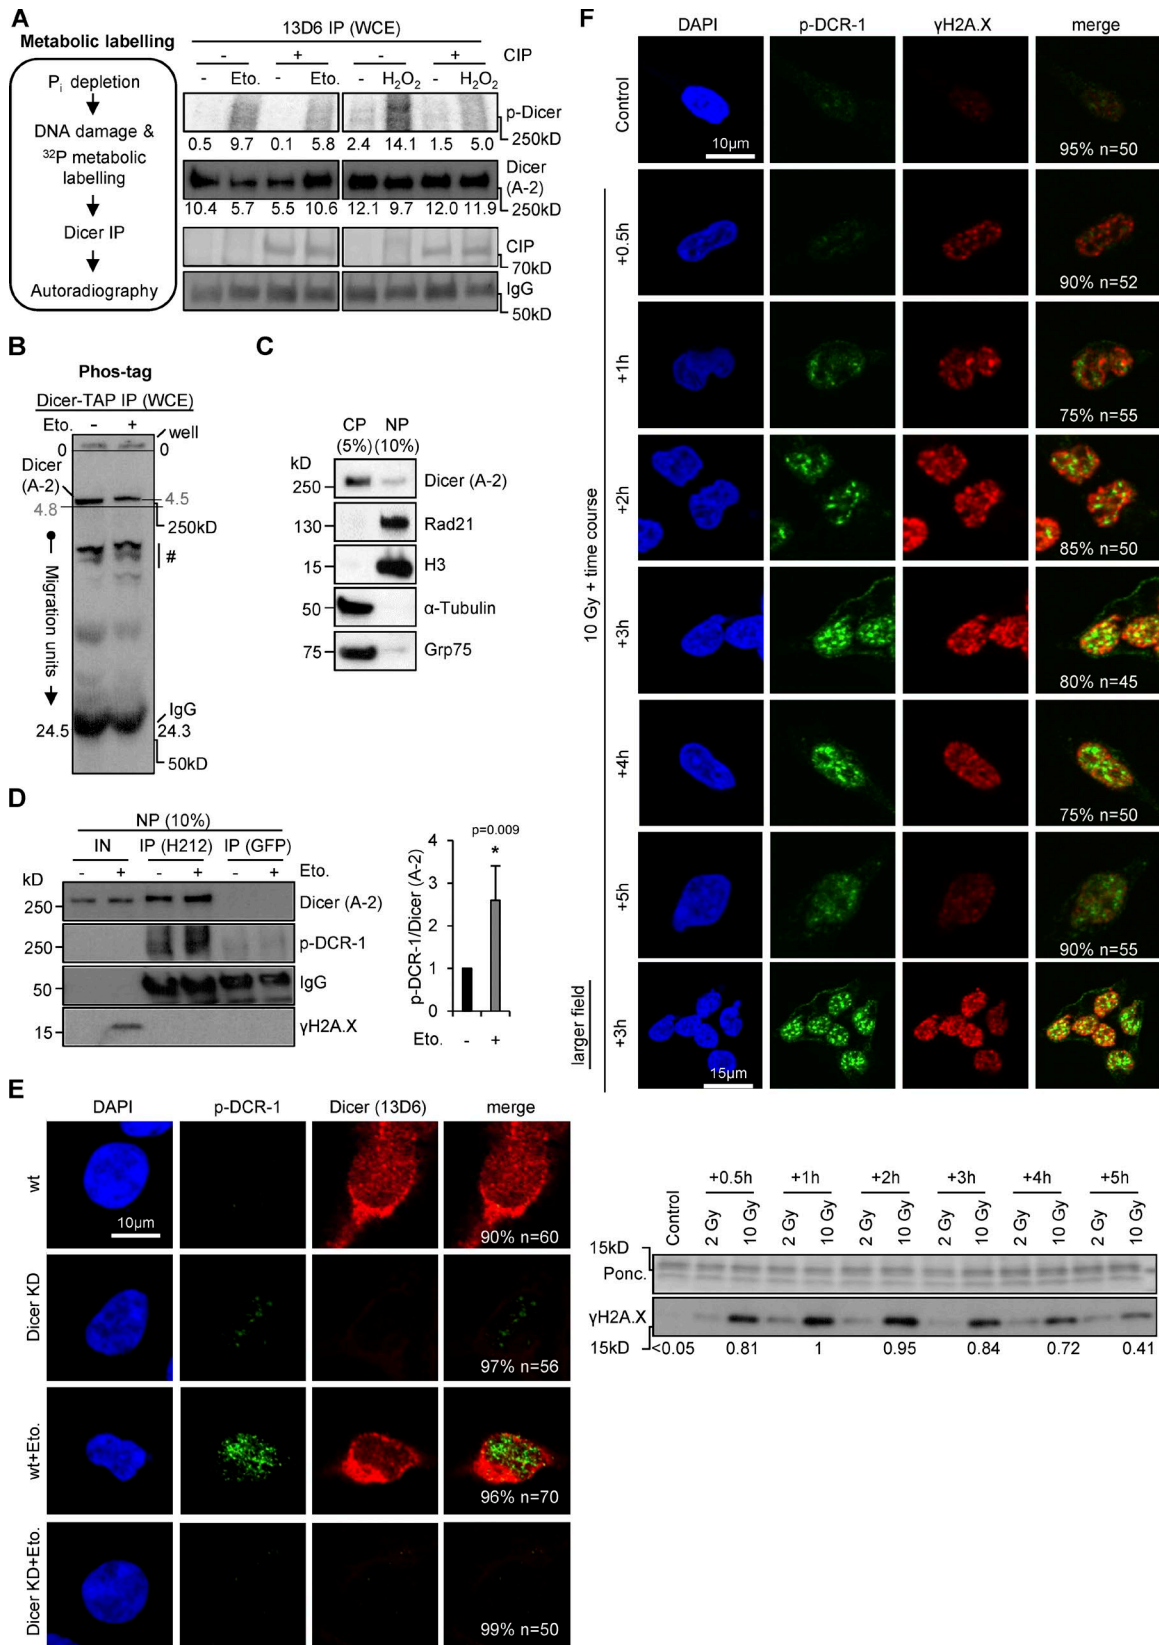 A
Metabolic labelling
Pi depletion
DNA damage &
32P metabolic
labelling
Dicer IP
Autoradiography
13D6 IP (WCE)
- + - + CIP
- Eto. - Eto. - H2O2 - H2O2
p-Dicer
250kD
0.5 9.7 0.1 5.8 2.4 14.1 1.5 5.0
Dicer
(A-2)
250kD
10.4 5.7 5.5 10.6 12.1 9.7 12.0 11.9
CIP
70kD
IgG
50kD
B
Phos-tag
Dicer-TAP IP (WCE)
Eto. - +
well
0 0
Dicer
(A-2)
4.5
4.8
250kD
#
Migration units
IgG
24.5 24.3
50kD
C
CP NP
(5%) (10%)
kD
250 Dicer (A-2)
130 Rad21
15 H3
50 α-Tubulin
75 Grp75
D
NP (10%)
IN IP (H212) IP (GFP)
- + - + - + Eto.
kD
250 Dicer (A-2)
250 p-DCR-1
50 IgG
15 γH2A.X
p=0.009
*
p-DCR-1/Dicer (A-2)
4
3
2
1
0
Eto. - +
E
DAPI p-DCR-1 Dicer (13D6) merge
wt
10μm
90% n=60
Dicer KD
97% n=56
wt+Eto.
96% n=70
Dicer KD+Eto.
99% n=50
F
DAPI p-DCR-1 γH2A.X merge
Control
10μm
95% n=50
10 Gy + time course
+0.5h
90% n=52
+1h
75% n=55
+2h
85% n=50
+3h
80% n=45
+4h
75% n=50
+5h
90% n=55
larger field
+3h
15μm
+0.5h +1h +2h +3h +4h +5h
Control 2 Gy 10 Gy 2 Gy 10 Gy 2 Gy 10 Gy 2 Gy 10 Gy 2 Gy 10 Gy 2 Gy 10 Gy
15kD
Ponc.
γH2A.X
15kD
<0.05 0.81 1 0.95 0.84 0.72 0.41